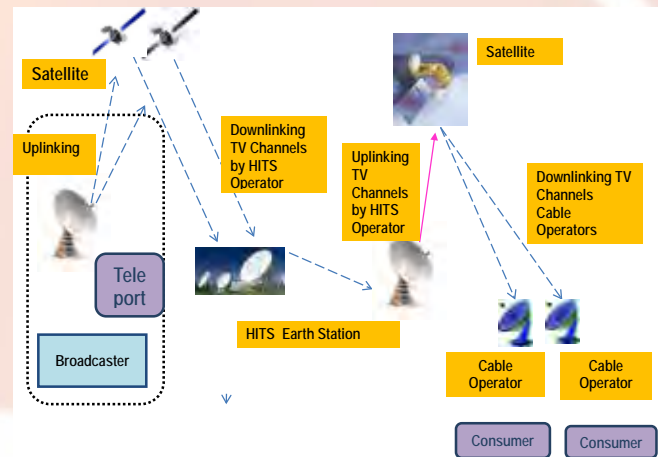 Satellite
Uplinking
Tele
port
Broadcaster
Downlinking
TV Channels
by HITS
Operator
HITS Earth Station
Uplinking
TV
Channels
by HITS
Operator
Satellite
Downlinking TV
Channels
Cable
Operators
Cable
Operator
Cable
Operator
Consumer
Consumer